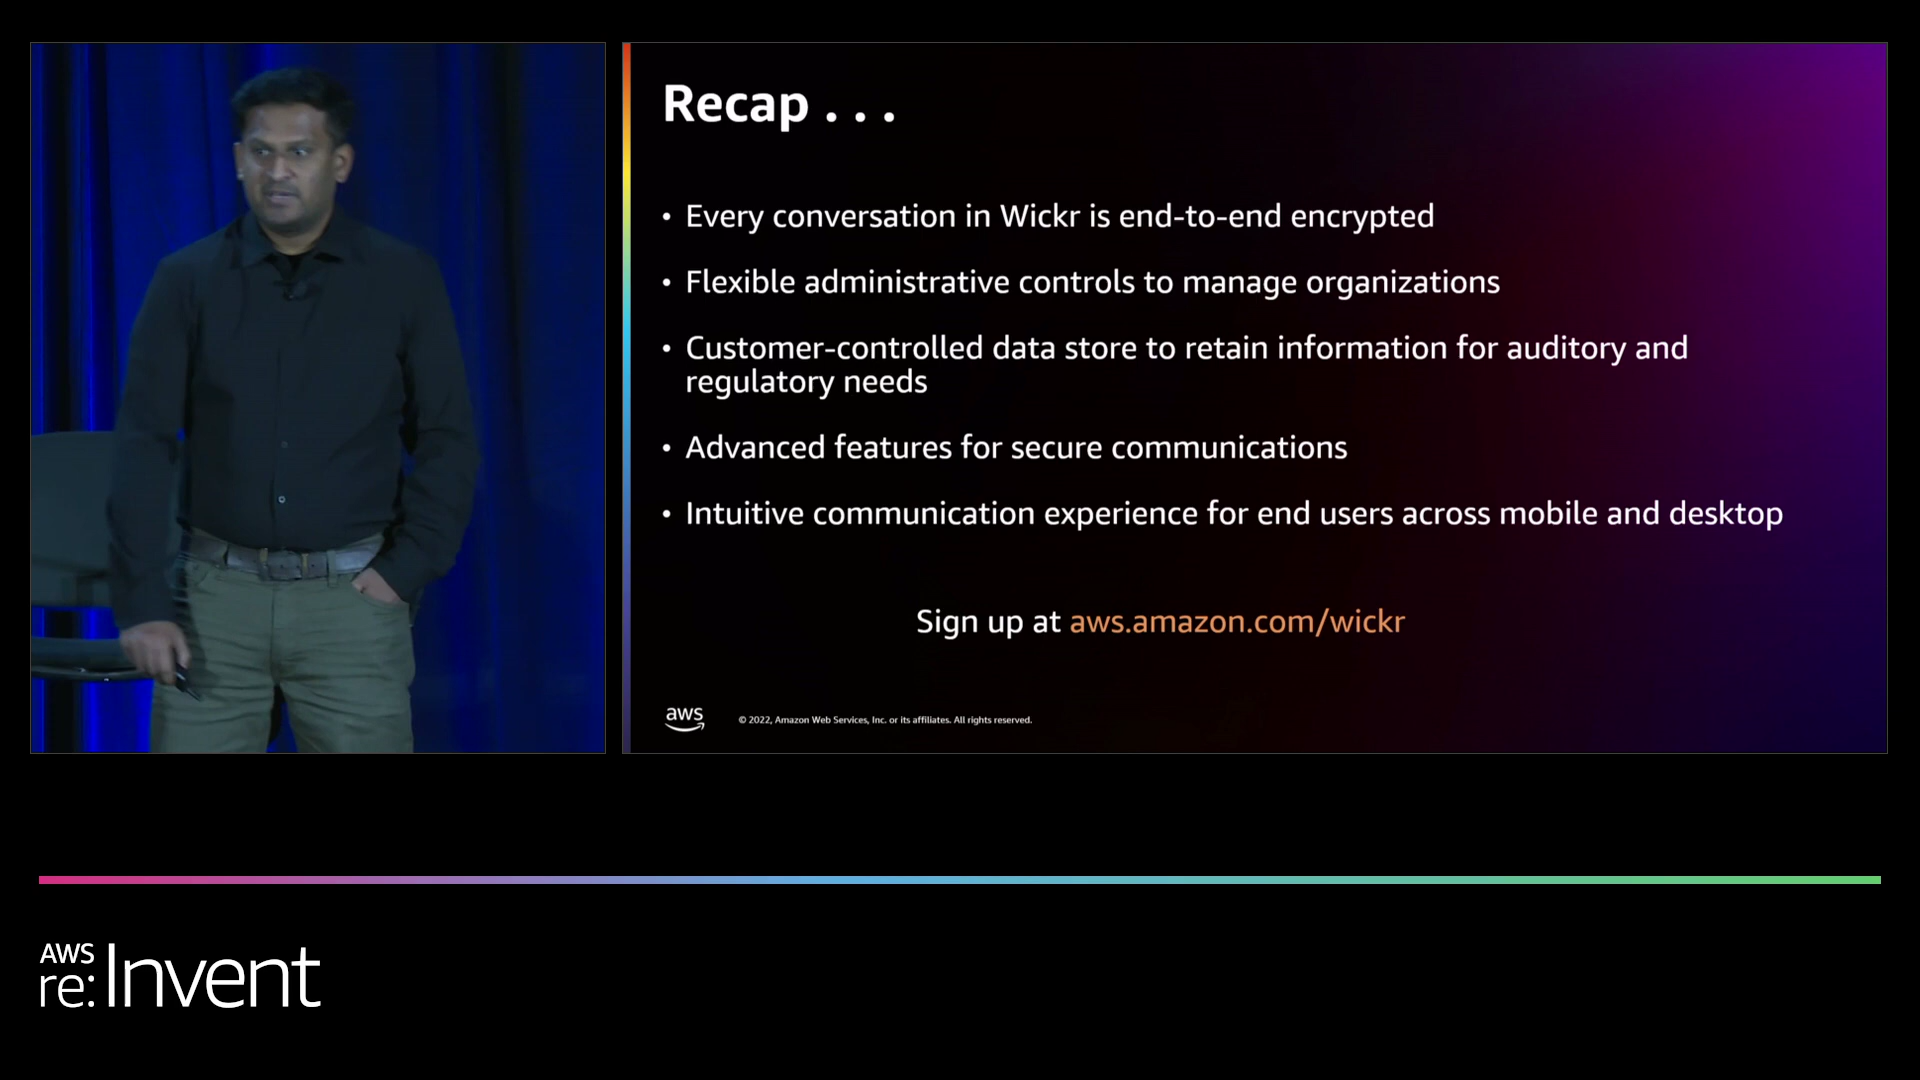 Recap . . .
• Every conversation in Wickr is end-to-end encrypted
• Flexible administrative controls to manage organizations
• Customer-controlled data store to retain information for auditory and
regulatory needs
• Advanced features for secure communications
• Intuitive communication experience for end users across mobile and desktop
Sign up at aws.amazon.com/wickr
aws
© 2022, Amazon Web Services, Inc. or its affiliates. All rights reserved.
AWS
re:Invent